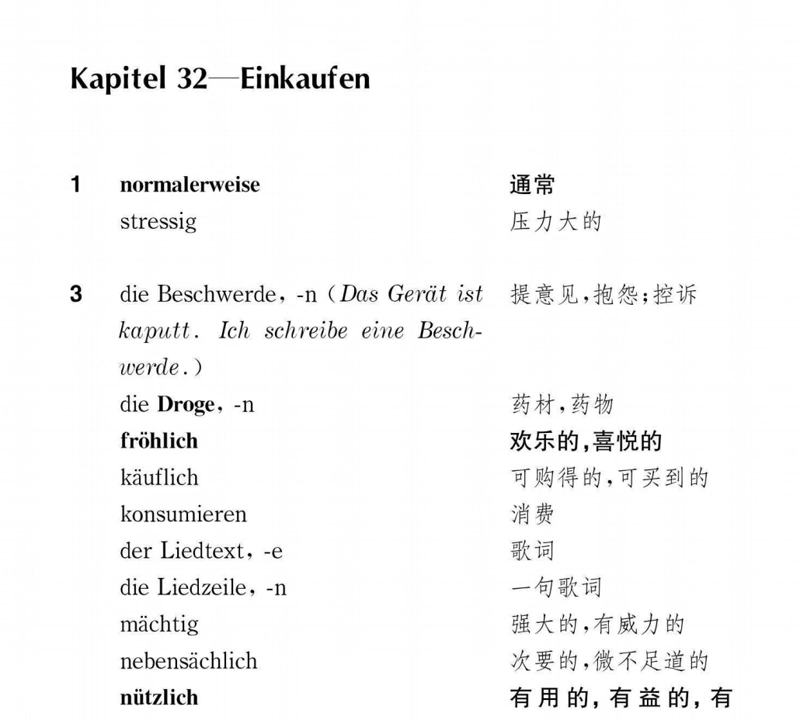 Kapitel 32—Einkaufen
1 normalerweise 通常
stressig 压力大的
3 die Beschwerde, -n (Das Gerät ist 提意见,抱怨;控诉
kaputt. Ich schreibe eine Besch-
werde.)
die Droge, -n 药材,药物
fröhlich 欢乐的,喜悦的
käuflich 可购得的,可买到的
konsumieren 消费
der Liedtext, -e 歌词
die Liedzeile, -n 一句歌词
mächtig 强大的,有威力的
nebensächlich 次要的,微不足道的
nützlich 有用的, 有益的, 有